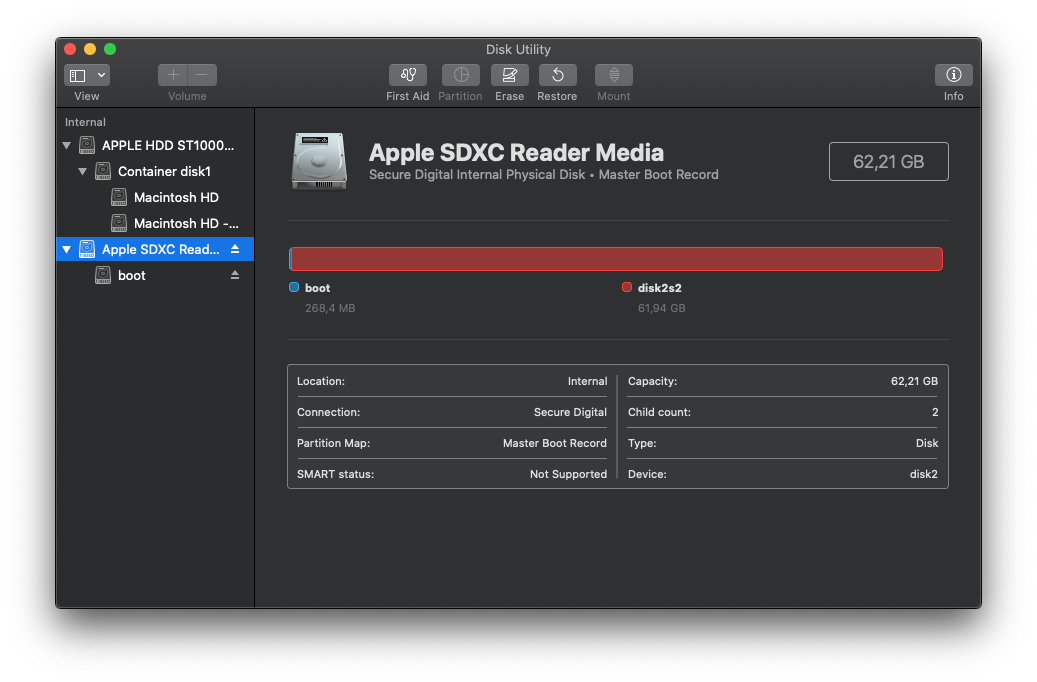 Disk Utility
View
Volume
First Aid
Partition
Erase
Restore
Mount
Info
Internal
APPLE HDD ST1000...
Container disk1
Macintosh HD
Macintosh HD -...
Apple SDXC Read...
boot
Apple SDXC Reader Media
Secure Digital Internal Physical Disk • Master Boot Record
62,21 GB
boot
268,4 MB
disk2s2
61,94 GB
Location: Internal
Connection: Secure Digital
Partition Map: Master Boot Record
SMART status: Not Supported
Capacity: 62,21 GB
Child count: 2
Type: Disk
Device: disk2